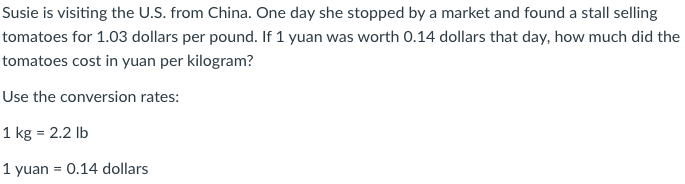 Susie is visiting the U.S. from China. One day she stopped by a market and found a stall selling
tomatoes for 1.03 dollars per pound. If 1 yuan was worth 0.14 dollars that day, how much did the
tomatoes cost in yuan per kilogram?
Use the conversion rates:
1 kg = 2.2 lb
1 yuan = 0.14 dollars